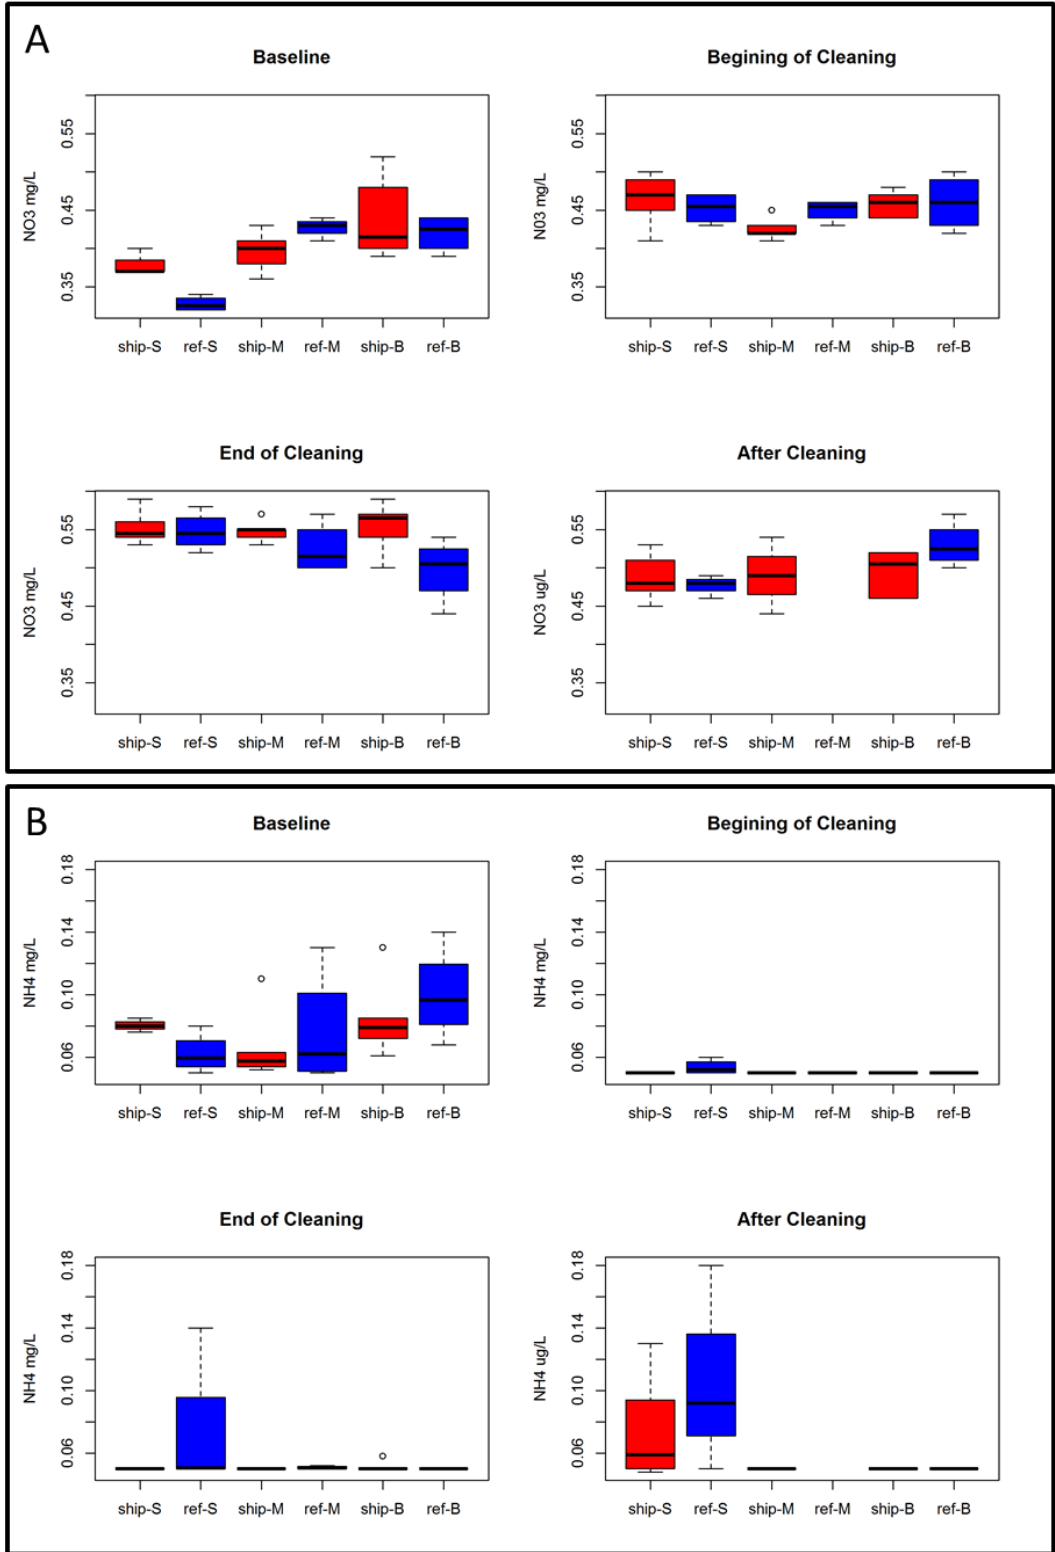 A
Baseline
Begining of Cleaning
NO3 mg/L
0.35 0.45 0.55
ship-S ref-S ship-M ref-M ship-B ref-B
N03 mg/L
0.35 0.45 0.55
ship-S ref-S ship-M ref-M ship-B ref-B
End of Cleaning
After Cleaning
NO3 mg/L
0.35 0.45 0.55
ship-S ref-S ship-M ref-M ship-B ref-B
NO3 ug/L
0.35 0.45 0.55
ship-S ref-S ship-M ref-M ship-B ref-B
B
Baseline
Begining of Cleaning
NH4 mg/L
0.06 0.10 0.14 0.18
ship-S ref-S ship-M ref-M ship-B ref-B
NH4 mg/L
0.06 0.10 0.14 0.18
ship-S ref-S ship-M ref-M ship-B ref-B
End of Cleaning
After Cleaning
NH4 mg/L
0.06 0.10 0.14 0.18
ship-S ref-S ship-M ref-M ship-B ref-B
NH4 ug/L
0.06 0.10 0.14 0.18
ship-S ref-S ship-M ref-M ship-B ref-B